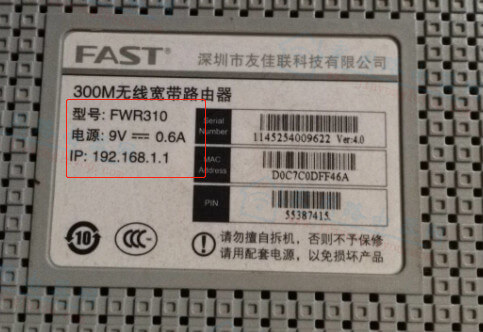 FAST® 深圳市友佳联科技有限公司
300M无线宽带路由器
型号: FWR310
电源: 9V ⎓ 0.6A
IP: 192.168.1.1
Serial Number
1145254009622 Ver:4.0
MAC Address
D0C7C0DFF46A
PIN
55387415
10
CCC
请勿擅自拆机，否则不予保修
请用配套电源，以免损坏产品